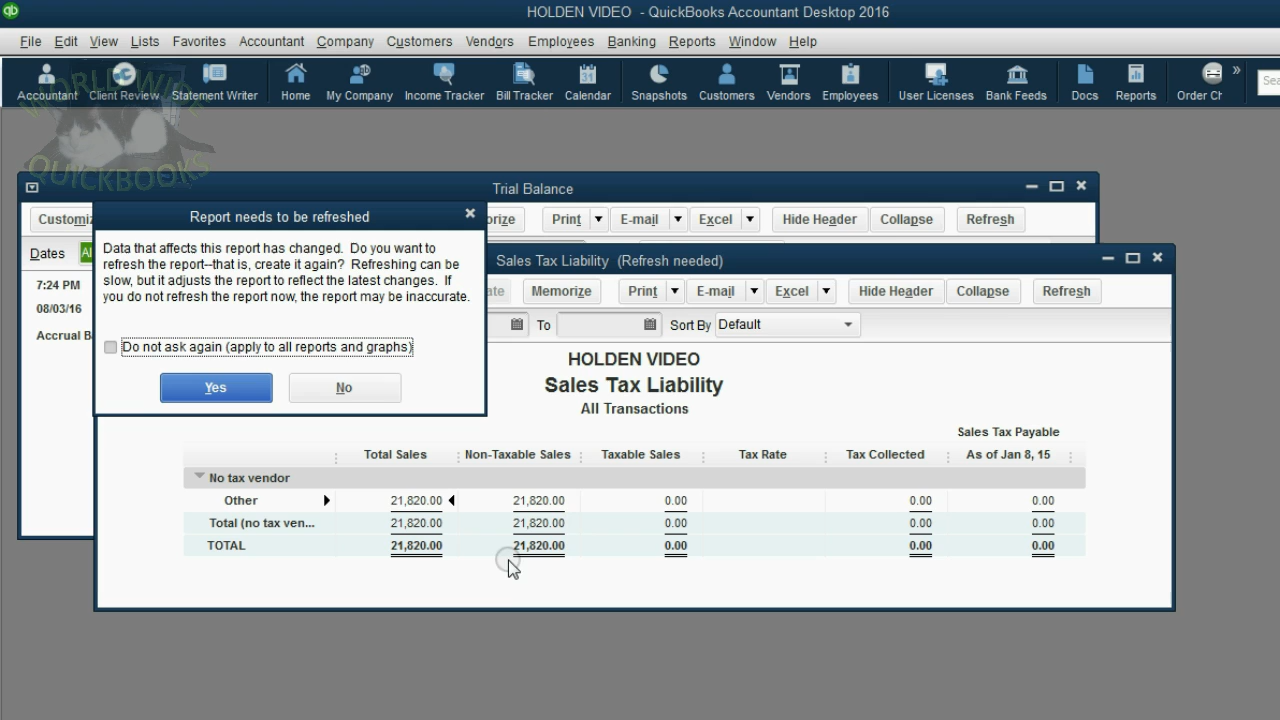 HOLDEN VIDEO - QuickBooks Accountant Desktop 2016
File Edit View Lists Favorites Accountant Company Customers Vendors Employees Banking Reports Window Help
Accountant Client Review Statement Writer Home My Company Income Tracker Bill Tracker Calendar Snapshots Customers Vendors Employees User Licenses Bank Feeds Docs Reports Order Ch
Sea
WORLD WIDE
QUICKBOOKS
Trial Balance
Customiz
orize Print E-mail Excel Hide Header Collapse Refresh
Dates Al
7:24 PM
08/03/16
Accrual B
Report needs to be refreshed
Data that affects this report has changed. Do you want to
refresh the report--that is, create it again? Refreshing can be
slow, but it adjusts the report to reflect the latest changes. If
you do not refresh the report now, the report may be inaccurate.
Do not ask again (apply to all reports and graphs)
Yes No
Sales Tax Liability (Refresh needed)
ate Memorize Print E-mail Excel Hide Header Collapse Refresh
To Sort By Default
HOLDEN VIDEO
Sales Tax Liability
All Transactions
Sales Tax Payable
Total Sales Non-Taxable Sales Taxable Sales Tax Rate Tax Collected As of Jan 8, 15
No tax vendor
Other 21,820.00 21,820.00 0.00 0.00 0.00
Total (no tax ven... 21,820.00 21,820.00 0.00 0.00 0.00
TOTAL 21,820.00 21,820.00 0.00 0.00 0.00